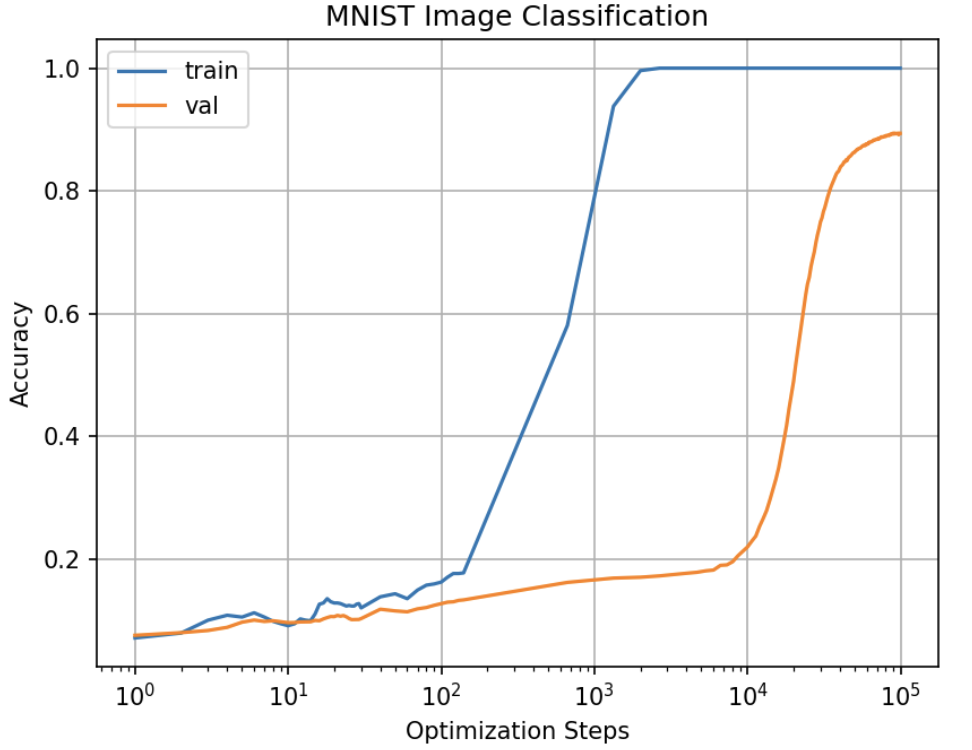 MNIST Image Classification
train
val
1.0
0.8
0.6
0.4
0.2
Accuracy
10⁰ 10¹ 10² 10³ 10⁴ 10⁵
Optimization Steps